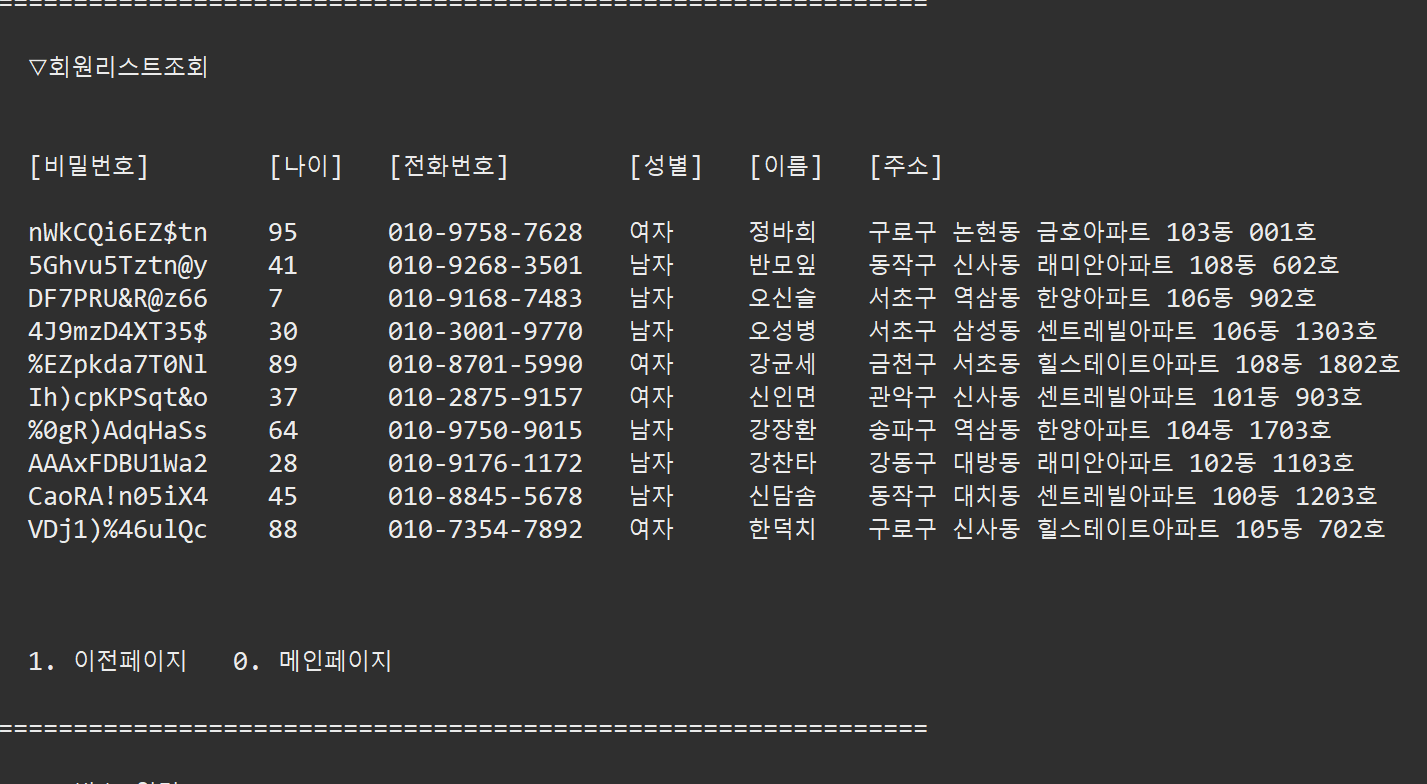 ==============================================================
▽회원리스트조회
[비밀번호] [나이] [전화번호] [성별] [이름] [주소]
nWkCQi6EZ$tn 95 010-9758-7628 여자 정바희 구로구 논현동 금호아파트 103동 001호
5Ghvu5Tztn@y 41 010-9268-3501 남자 반모잎 동작구 신사동 래미안아파트 108동 602호
DF7PRU&R@z66 7 010-9168-7483 남자 오신슬 서초구 역삼동 한양아파트 106동 902호
4J9mzD4XT35$ 30 010-3001-9770 남자 오성병 서초구 삼성동 센트레빌아파트 106동 1303호
%EZpkda7T0Nl 89 010-8701-5990 여자 강균세 금천구 서초동 힐스테이트아파트 108동 1802호
Ih)cpKPSqt&o 37 010-2875-9157 여자 신인면 관악구 신사동 센트레빌아파트 101동 903호
%0gR)AdqHaSs 64 010-9750-9015 남자 강장환 송파구 역삼동 한양아파트 104동 1703호
AAAxFDBU1Wa2 28 010-9176-1172 남자 강찬타 강동구 대방동 래미안아파트 102동 1103호
CaoRA!n05iX4 45 010-8845-5678 남자 신담솜 동작구 대치동 센트레빌아파트 100동 1203호
VDj1)%46ulQc 88 010-7354-7892 여자 한덕치 구로구 신사동 힐스테이트아파트 105동 702호
1. 이전페이지 0. 메인페이지
==============================================================